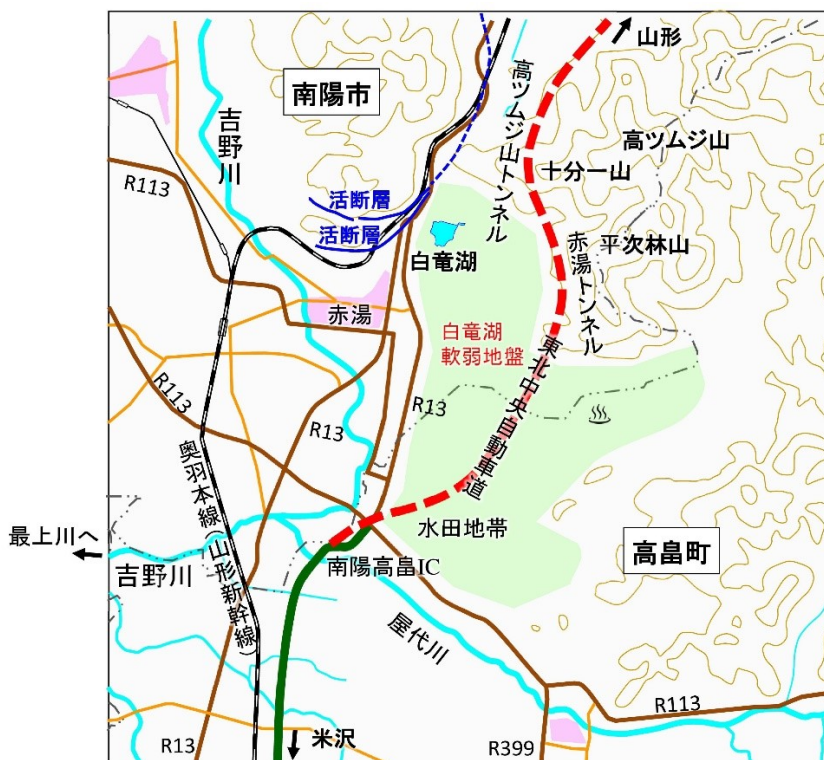 山形
南陽市
高ツムジ山トンネル
高ツムジ山
吉野川
十分一山
R113
活断層
活断層
白竜湖
赤湯トンネル
平次林山
赤湯
白竜湖
軟弱地盤
東北中央自動車道
R113
R13
R13
奥羽本線(山形新幹線)
水田地帯
最上川へ
吉野川
南陽高畠IC
高畠町
屋代川
R113
米沢
R13
R399